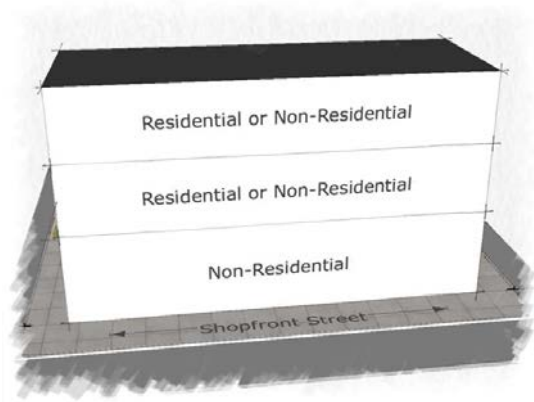 Residential or Non-Residential
Residential or Non-Residential
Non-Residential
Shopfront Street